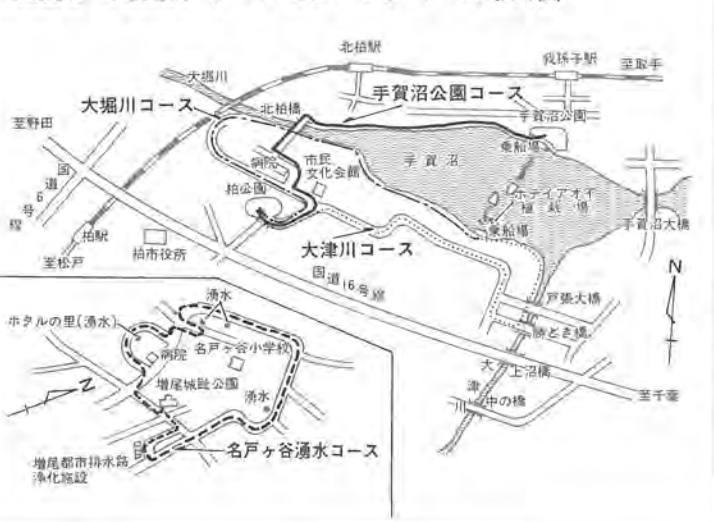 北柏駅
我孫子駅
至取手
大堀川
大堀川コース
北柏橋
手賀沼公園コース
手賀沼公園
至野田
病院
市民
文化会館
手賀沼
乗船場
国道6号線
柏公園
ホテイアオイ
植栽場
乗船場
手賀沼大橋
柏駅
柏市役所
大津川コース
至松戸
国道16号線
N
戸張大橋
勝どき橋
大津川
上沼橋
中の橋
至千葉
湧水
ホタルの里(湧水)
病院
名戸ヶ谷小学校
増尾城趾公園
湧水
N
名戸ヶ谷湧水コース
増尾都市排水路
浄化施設